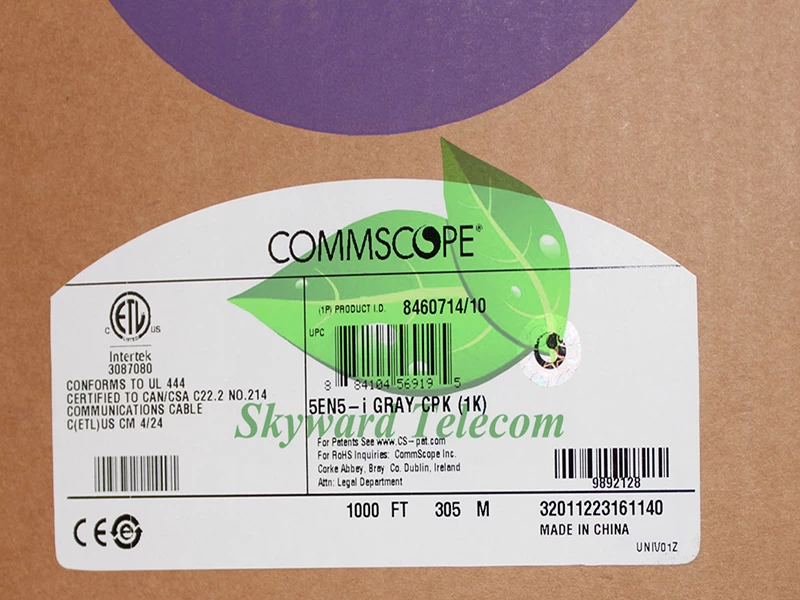 COMMSCOPE®
(1P) PRODUCT I.D. 8460714/10
UPC
8 84104 56919 5
5EN5-i GRAY CPK (1K)
C ETL US
LISTED
Intertek
3087080
CONFORMS TO UL 444
CERTIFIED TO CAN/CSA C22.2 NO.214
COMMUNICATIONS CABLE
C(ETL)US CM 4/24
Skyward Telecom
For Patents See www.CS-pat.com
For RoHS Inquiries: CommScope Inc.
Corke Abbey, Bray Co. Dublin, Ireland
Attn: Legal Department
9892128
1000 FT 305 M
32011223161140
MADE IN CHINA
UNIV01Z
CE